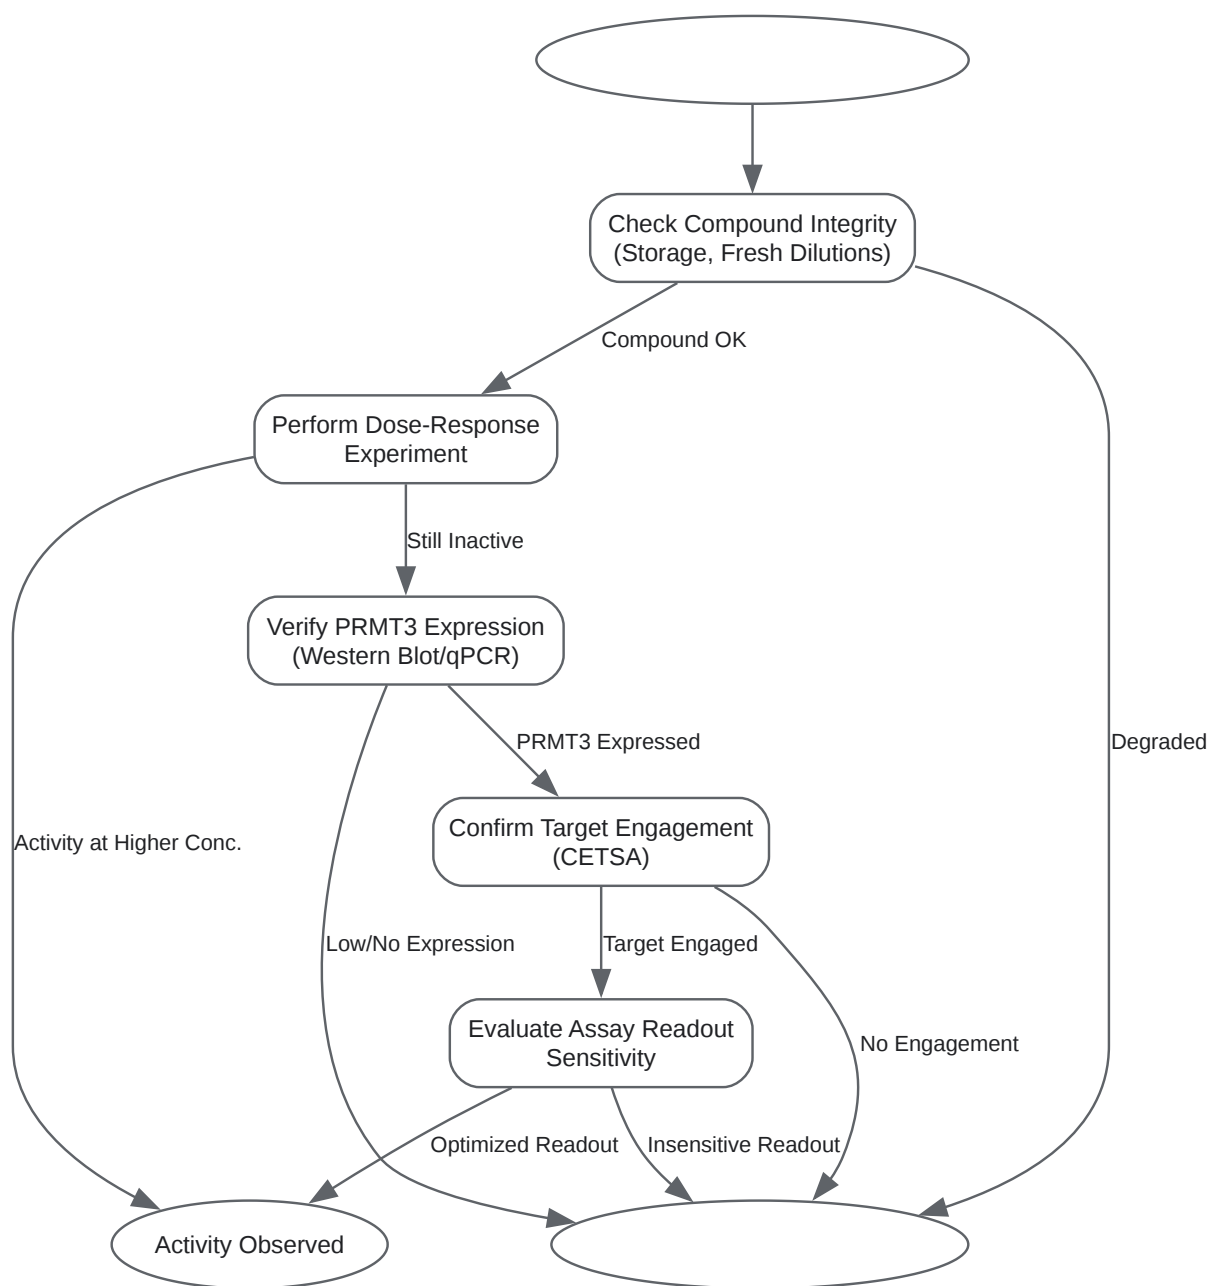 Check Compound Integrity
(Storage, Fresh Dilutions)
Compound OK
Perform Dose-Response
Experiment
Still Inactive
Verify PRMT3 Expression
(Western Blot/qPCR)
PRMT3 Expressed
Degraded
Confirm Target Engagement
(CETSA)
Activity at Higher Conc.
Low/No Expression
Target Engaged
Evaluate Assay Readout
Sensitivity
No Engagement
Optimized Readout
Insensitive Readout
Activity Observed